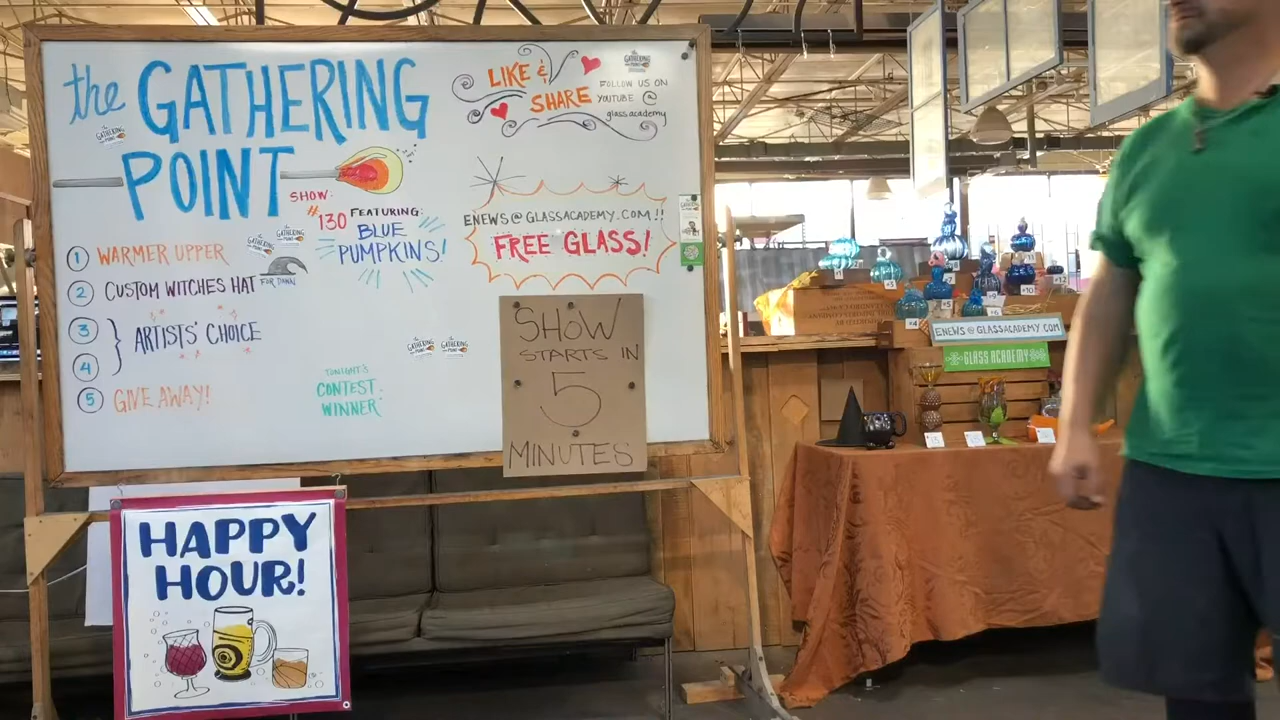 the GATHERING
POINT
LIKE &
SHARE
FOLLOW US ON
YOUTUBE @
glassacademy
SHOW:
#130 FEATURING:
BLUE
PUMPKINS!
ENEWS@GLASSACADEMY.COM!!
FREE GLASS!
1 WARMER UPPER
2 CUSTOM WITCHES HAT FOR DAWN
3 } ARTISTS' CHOICE
4
5 GIVE AWAY!
TONIGHT'S
CONTEST
WINNER
SHOW
STARTS IN
5
MINUTES
HAPPY
HOUR!
ENEWS@GLASSACADEMY.COM
GLASS ACADEMY